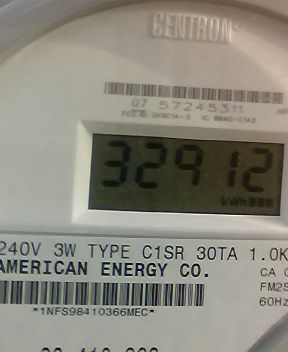 CENTRON
07 57245311
32912
kWh
240V 3W TYPE C1SR 30TA 1.0K
AMERICAN ENERGY CO.
CA 0
FM2S
60Hz
*1NFS98410366MEC*